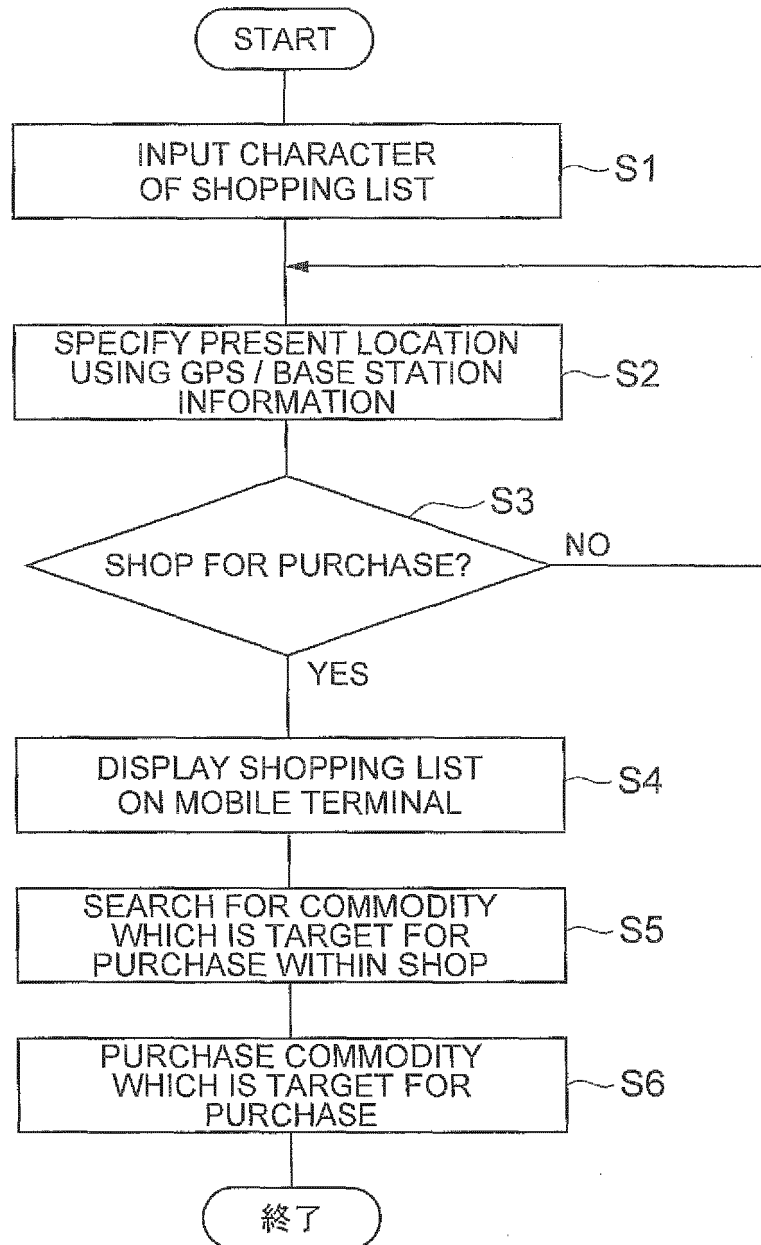 START
INPUT CHARACTER
OF SHOPPING LIST
S1
SPECIFY PRESENT LOCATION
USING GPS / BASE STATION
INFORMATION
S2
S3
SHOP FOR PURCHASE?
NO
YES
DISPLAY SHOPPING LIST
ON MOBILE TERMINAL
S4
SEARCH FOR COMMODITY
WHICH IS TARGET FOR
PURCHASE WITHIN SHOP
S5
PURCHASE COMMODITY
WHICH IS TARGET FOR
PURCHASE
S6
終了